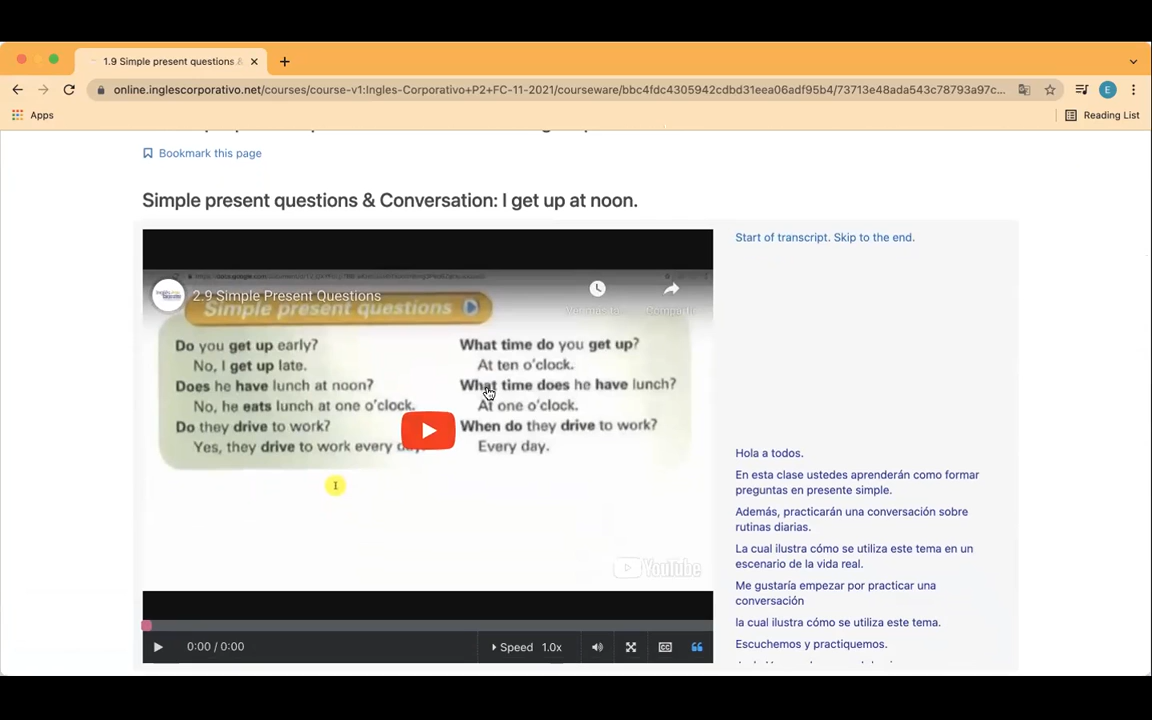 1.9 Simple present questions &
online.inglescorporativo.net/courses/course-v1:Ingles-Corporativo+P2+FC-11-2021/courseware/bbc4fdc4305942cdbd31eea06adf95b4/73713e48ada543c78793a97c...
E
Apps
Reading List
Bookmark this page
Simple present questions & Conversation: I get up at noon.
2.9 Simple Present Questions
Simple present questions
Do you get up early?
No, I get up late.
Does he have lunch at noon?
No, he eats lunch at one o'clock.
Do they drive to work?
Yes, they drive to work every
What time do you get up?
At ten o'clock.
What time does he have lunch?
At one o'clock.
When do they drive to work?
Every day.
YouTube
0:00 / 0:00
Speed 1.0x
Start of transcript. Skip to the end.
Hola a todos.
En esta clase ustedes aprenderán como formar
preguntas en presente simple.
Además, practicarán una conversación sobre
rutinas diarias.
La cual ilustra cómo se utiliza este tema en un
escenario de la vida real.
Me gustaría empezar por practicar una
conversación
la cual ilustra cómo se utiliza este tema.
Escuchemos y practiquemos.